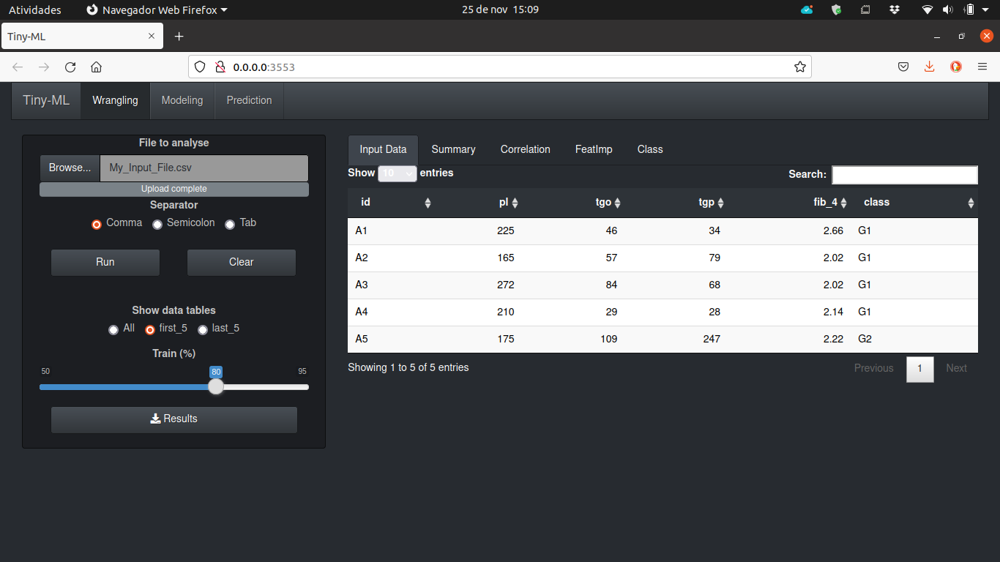 Atividades Navegador Web Firefox 25 de nov 15:09
Tiny-ML
0.0.0.0:3553
Tiny-ML Wrangling Modeling Prediction
File to analyse
Browse... My_Input_File.csv
Upload complete
Separator
Comma Semicolon Tab
Run Clear
Show data tables
All first_5 last_5
Train (%)
50 80 95
Results
Input Data Summary Correlation FeatImp Class
Show 10 entries Search:
id pl tgo tgp fib_4 class
A1 225 46 34 2.66 G1
A2 165 57 79 2.02 G1
A3 272 84 68 2.02 G1
A4 210 29 28 2.14 G1
A5 175 109 247 2.22 G2
Showing 1 to 5 of 5 entries Previous 1 Next